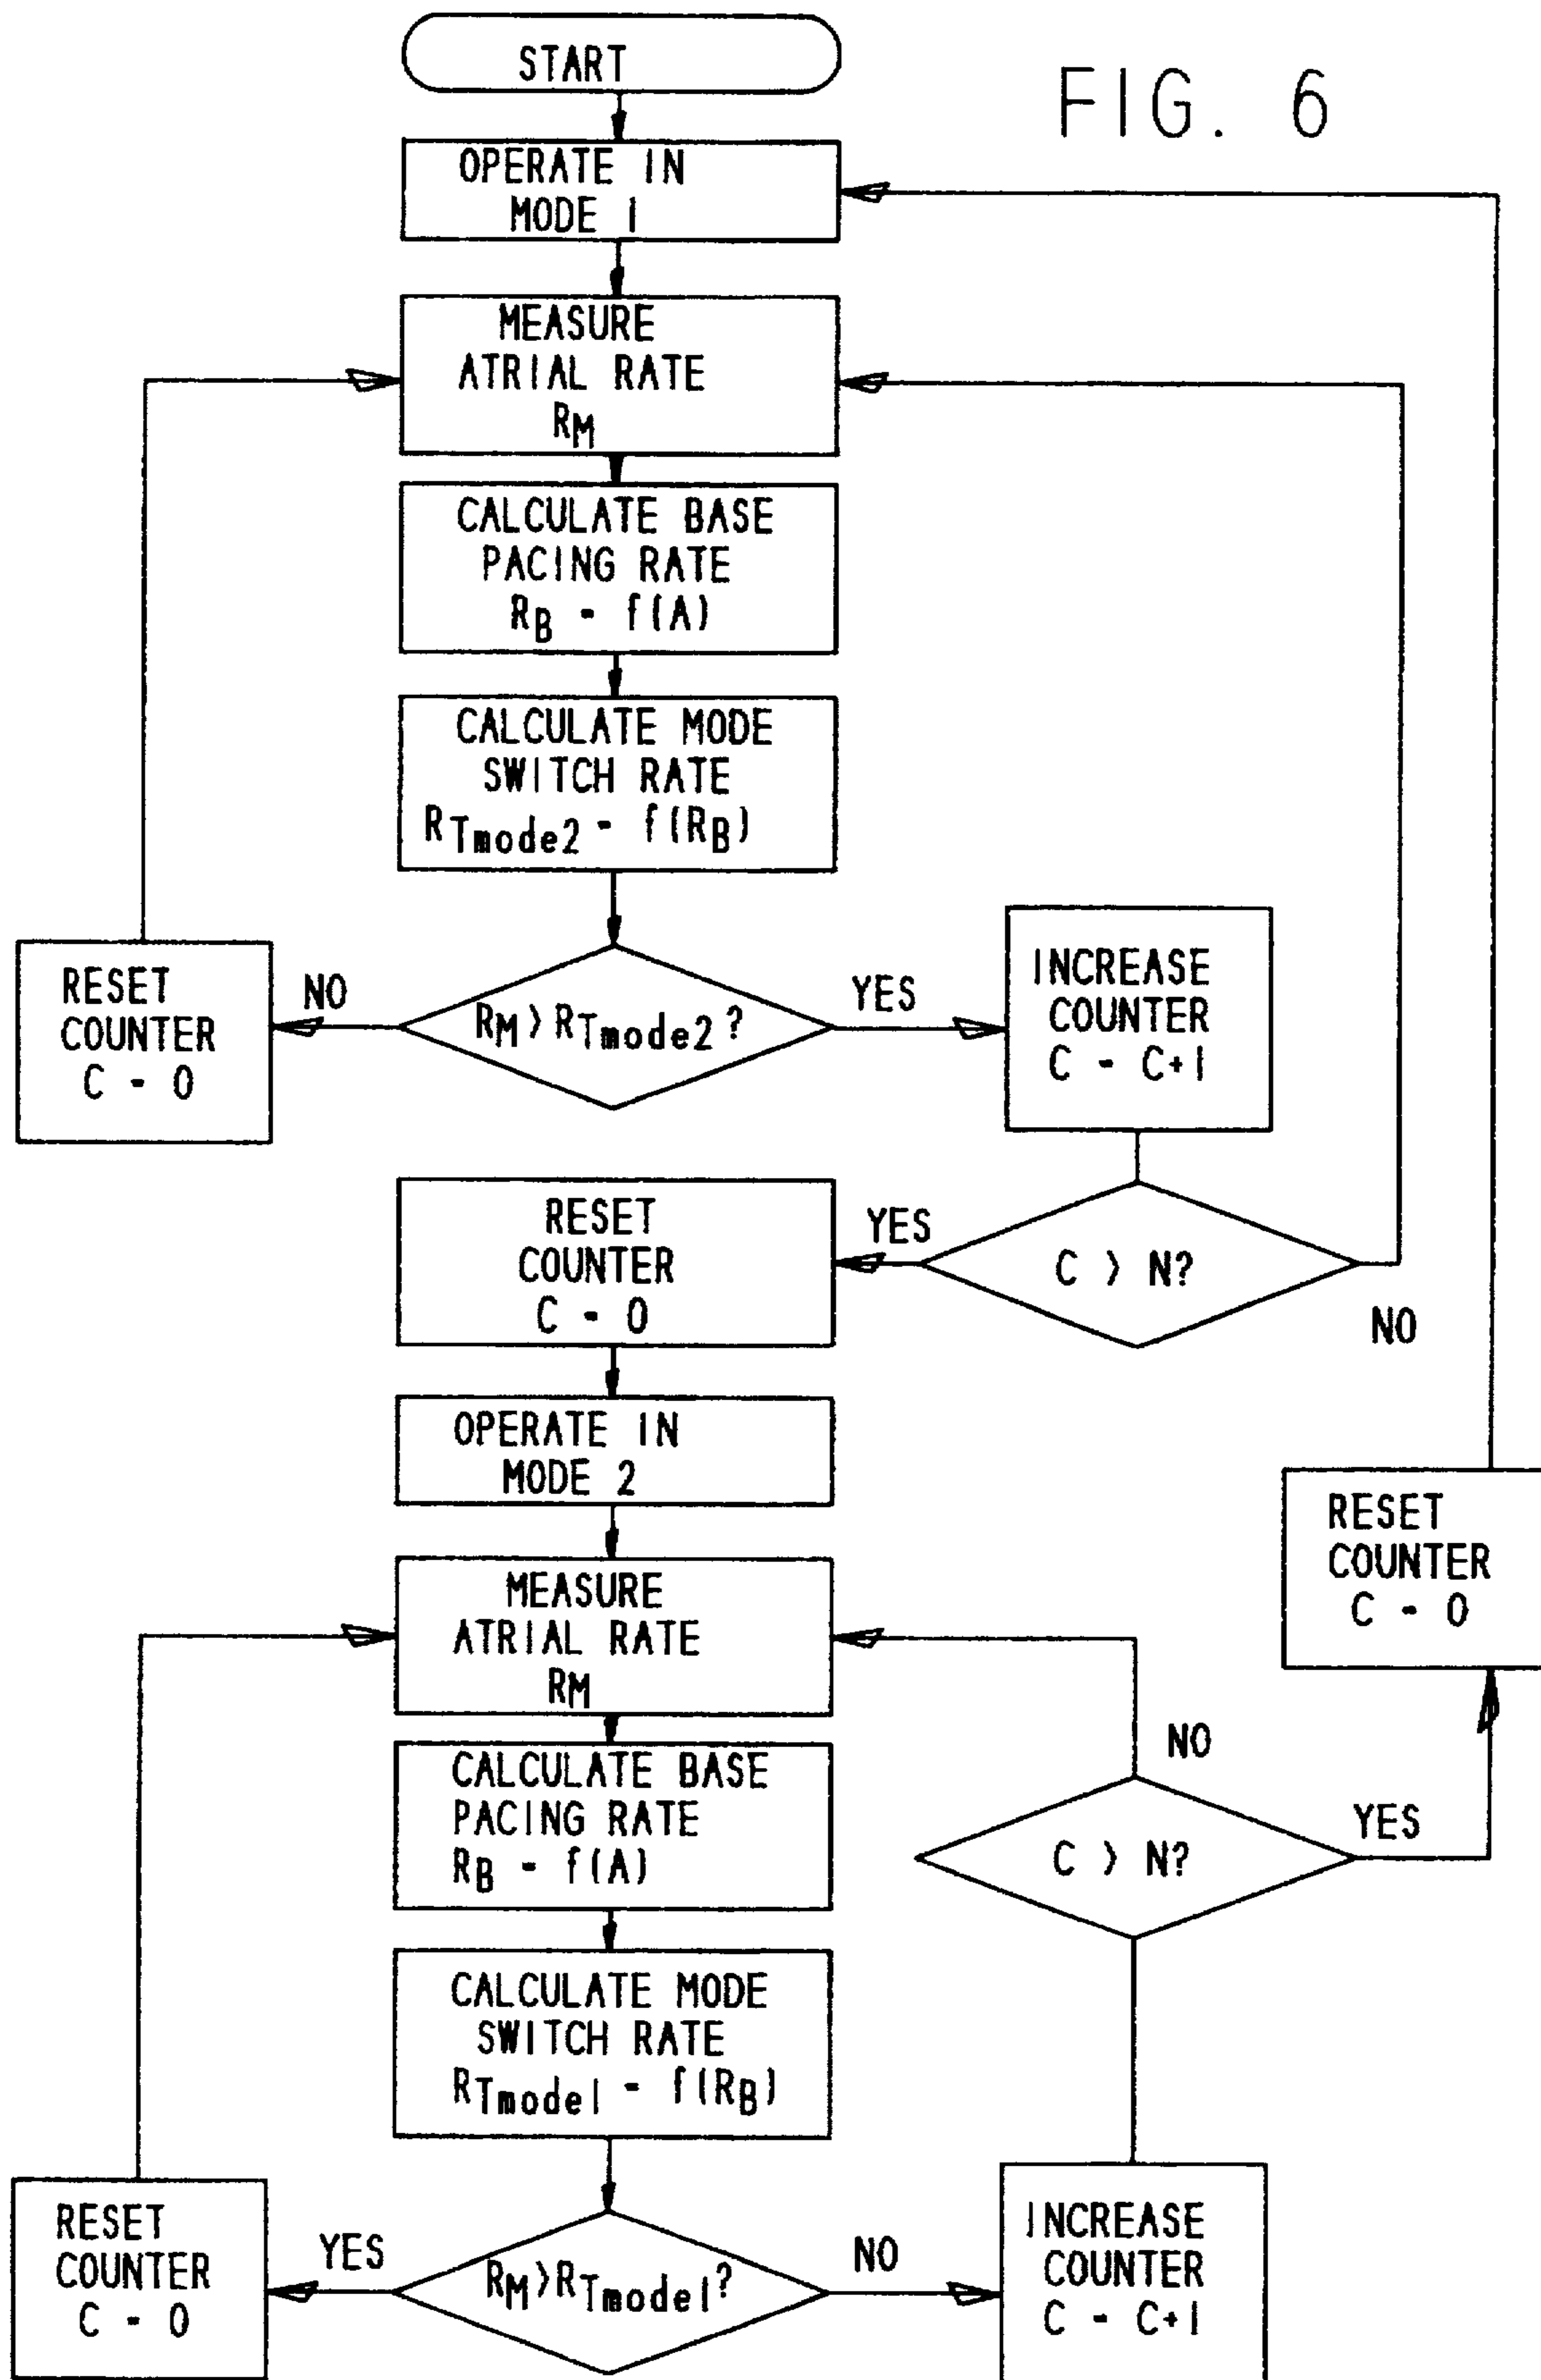 START
FIG. 6
OPERATE IN
MODE 1
MEASURE
ATRIAL RATE
RM
CALCULATE BASE
PACING RATE
RB = f(A)
CALCULATE MODE
SWITCH RATE
RTmode2 = f(RB)
RESET
COUNTER
C = 0
NO
RM > RTmode2 ?
YES
INCREASE
COUNTER
C = C+1
RESET
COUNTER
C = 0
YES
C > N?
NO
OPERATE IN
MODE 2
RESET
COUNTER
C = 0
MEASURE
ATRIAL RATE
RM
NO
CALCULATE BASE
PACING RATE
RB = f(A)
C > N?
YES
CALCULATE MODE
SWITCH RATE
RTmode1 = f(RB)
RESET
COUNTER
C = 0
YES
RM > RTmode1 ?
NO
INCREASE
COUNTER
C = C+1